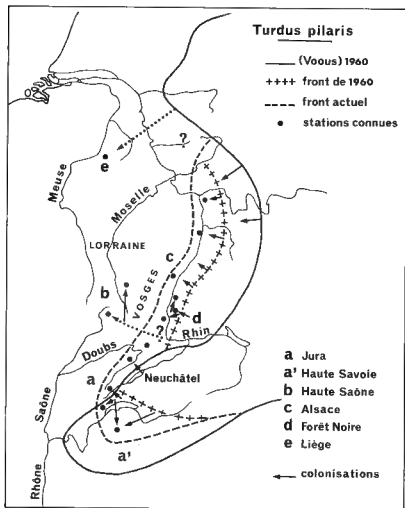 Turdus pilaris
(Voous) 1960
++++ front de 1960
---- front actuel
• stations connues
?
e
Meuse
Moselle
LORRAINE
VOSGES
c
b
d
?
Rhin
Doubs
a
Neuchâtel
Saône
a'
Rhône
a Jura
a' Haute Savoie
b Haute Saône
c Alsace
d Forêt Noire
e Liège
colonisations